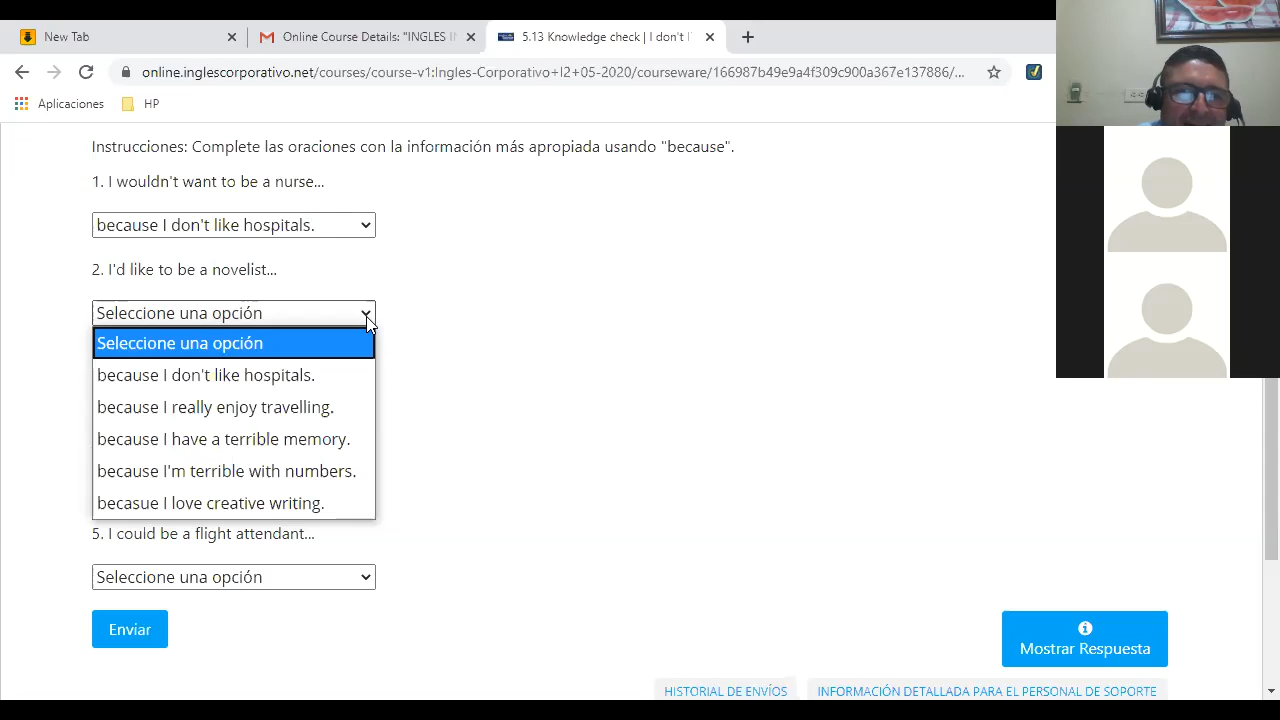 New Tab
Online Course Details: "INGLES I
5.13 Knowledge check | I don't l
online.inglescorporativo.net/courses/course-v1:Ingles-Corporativo+I2+05-2020/courseware/166987b49e9a4f309c900a367e137886/...
Aplicaciones
HP
Instrucciones: Complete las oraciones con la información más apropiada usando "because".
1. I wouldn't want to be a nurse...
because I don't like hospitals.
2. I'd like to be a novelist...
Seleccione una opción
Seleccione una opción
because I don't like hospitals.
because I really enjoy travelling.
because I have a terrible memory.
because I'm terrible with numbers.
becasue I love creative writing.
5. I could be a flight attendant...
Seleccione una opción
Enviar
Mostrar Respuesta
HISTORIAL DE ENVÍOS
INFORMACIÓN DETALLADA PARA EL PERSONAL DE SOPORTE